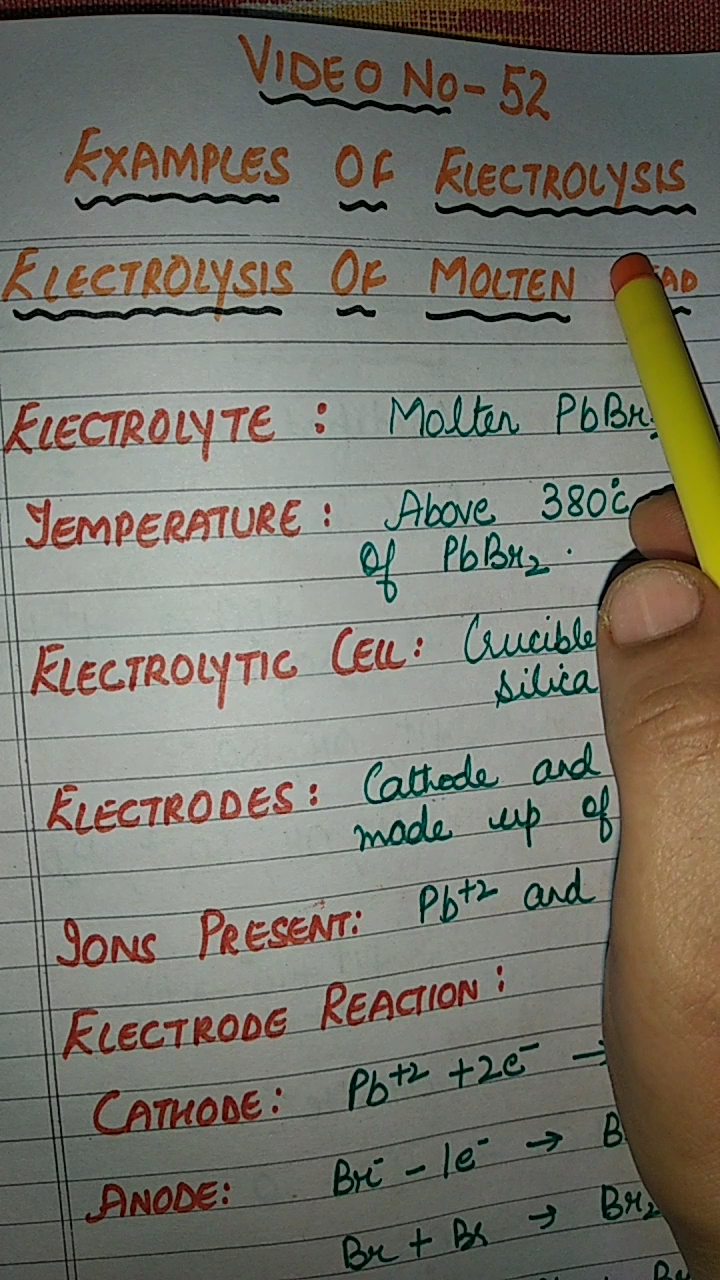 VIDEO No-52
EXAMPLES OF ELECTROLYSIS
ELECTROLYSIS OF MOLTEN
ELECTROLYTE : Molten PbBr₂
TEMPERATURE : Above 380°c
of PbBr₂.
ELECTROLYTIC CELL : Crucible
silica
ELECTRODES : Cathode and
made up of
IONS PRESENT: Pb⁺² and
ELECTRODE REACTION :
CATHODE: Pb⁺² + 2e⁻ →
ANODE: Br⁻ - 1e⁻ → B
Br + Br → Br₂